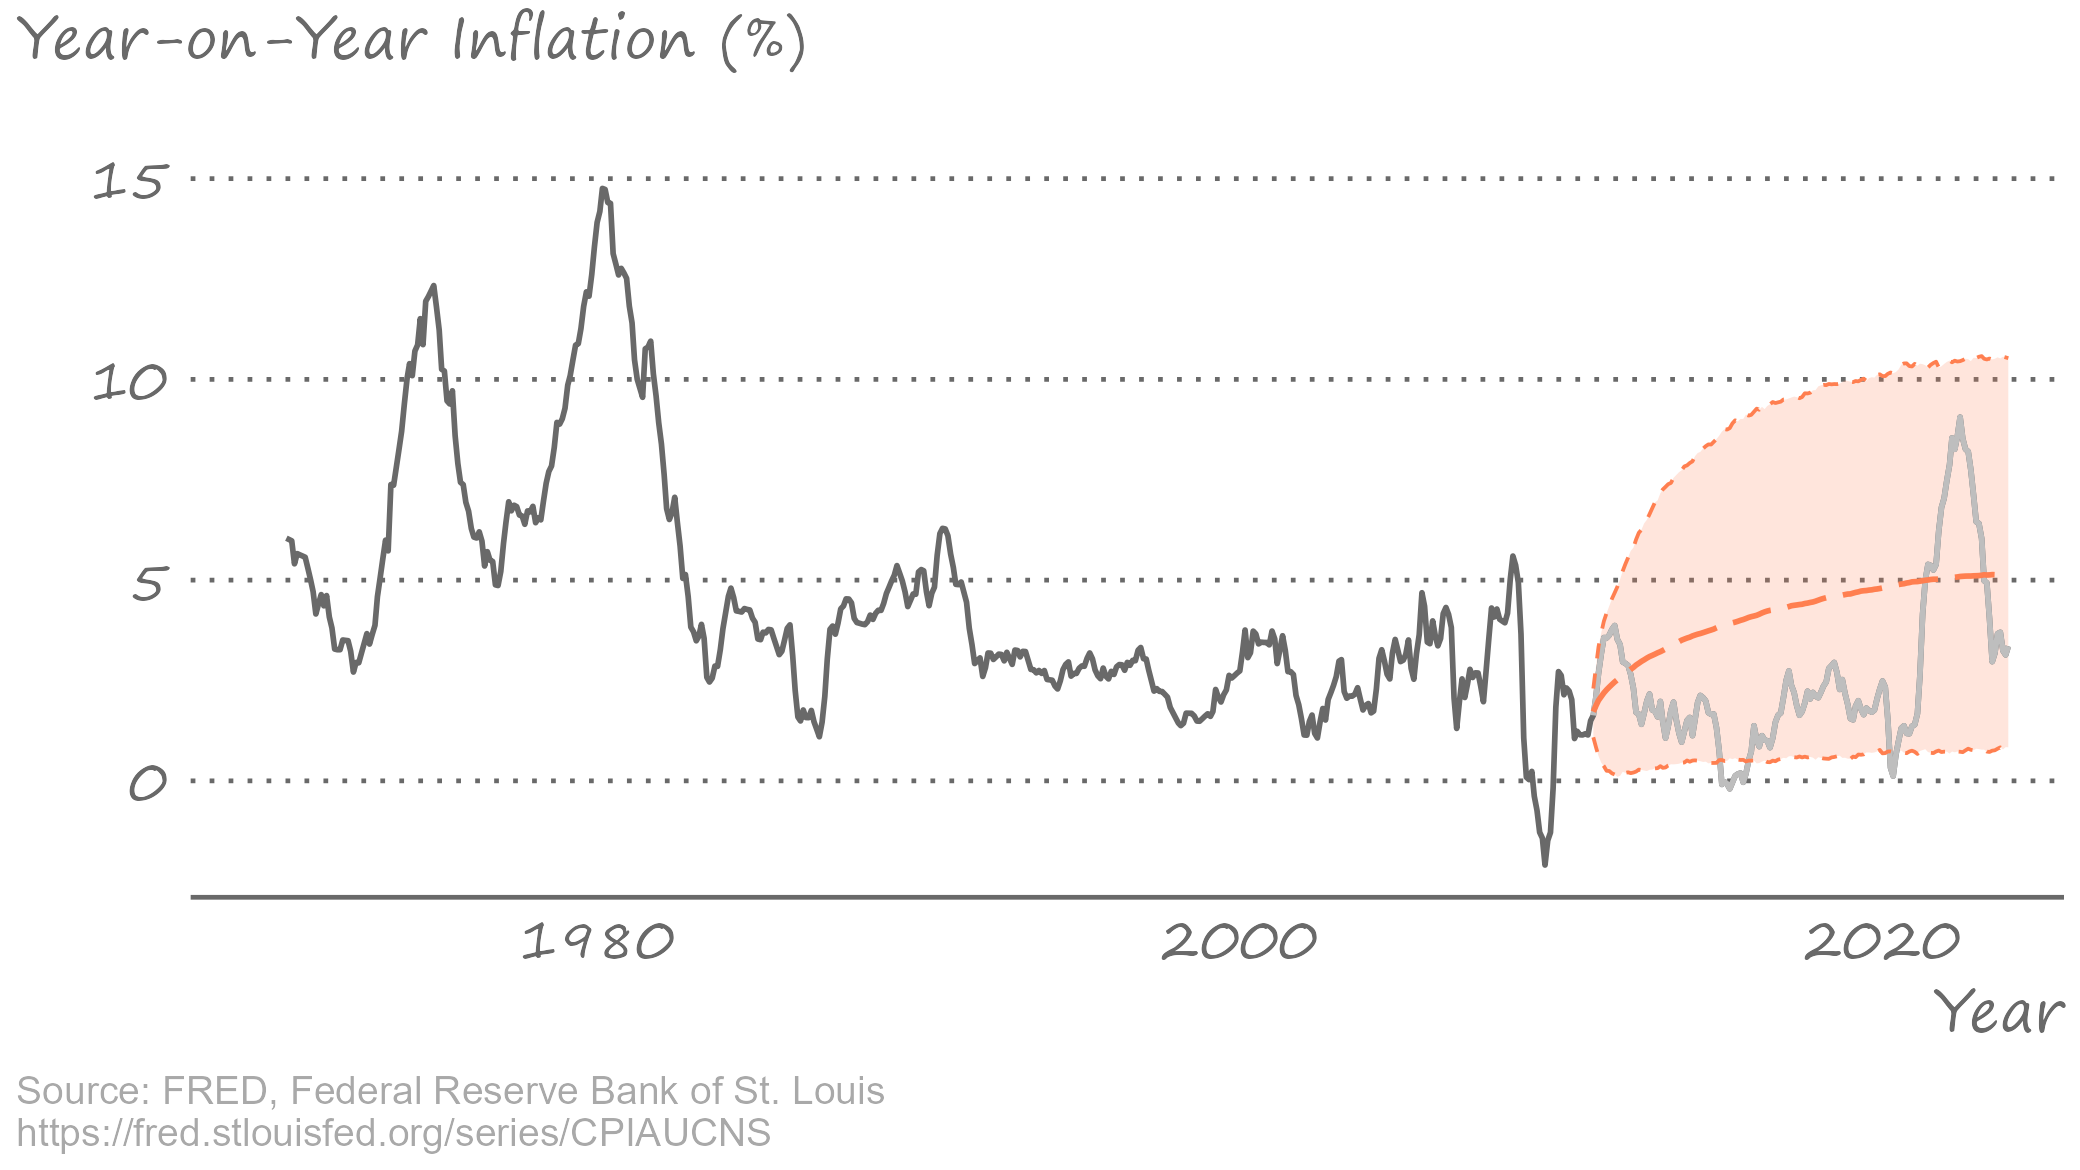 Year-on-Year Inflation (%)
15
10
5
0
1980 2000 2020
Year
Source: FRED, Federal Reserve Bank of St. Louis
https://fred.stlouisfed.org/series/CPIAUCNS